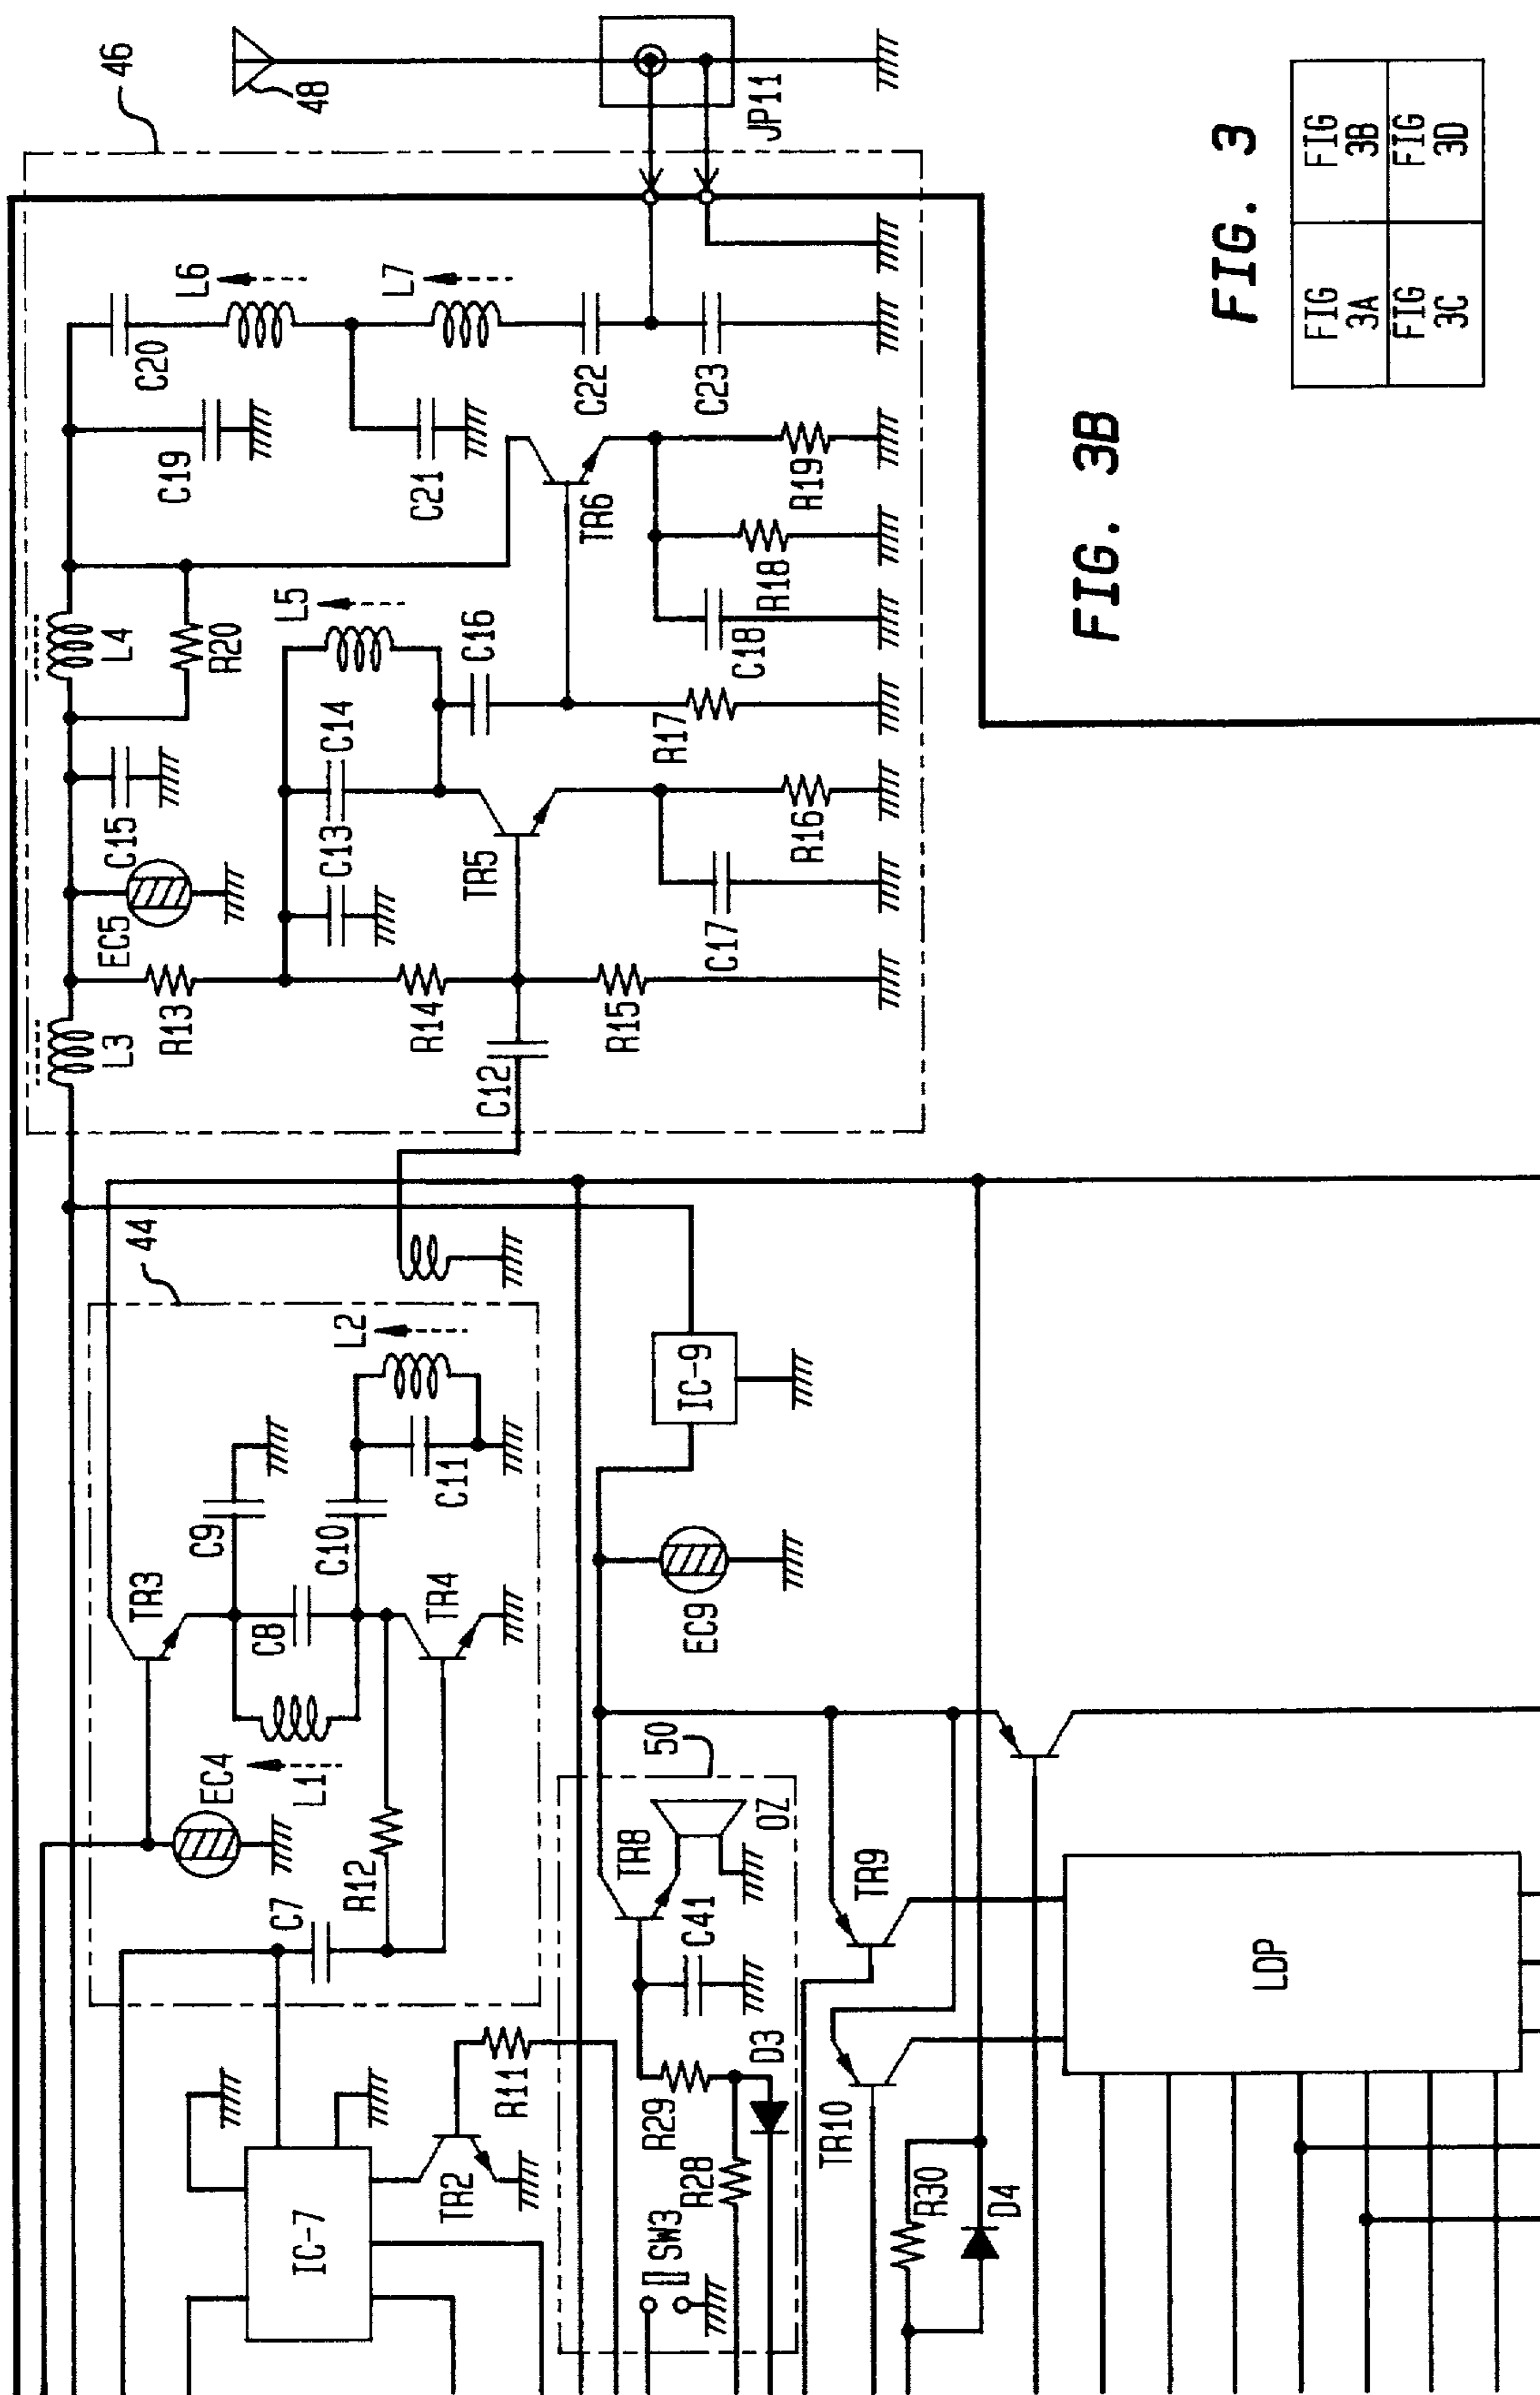 46
48
JP11
L6
L7
C20
C19
C21
C22
C23
L4
R20
L5
C16
TR6
R19
R18
C18
R17
C14
C13
C15
EC5
TR5
R16
C17
L3
R13
R14
R15
C12
44
L2
C9
C10
C11
TR3
C8
TR4
EC4
L1
R12
C7
IC-9
EC9
50
TR8
OZ
C41
TR9
R29
D3
R28
SW3
TR10
R30
D4
LDP
R11
TR2
IC-7
FIG. 3B
FIG. 3
FIG 3A
FIG 3B
FIG 3C
FIG 3D